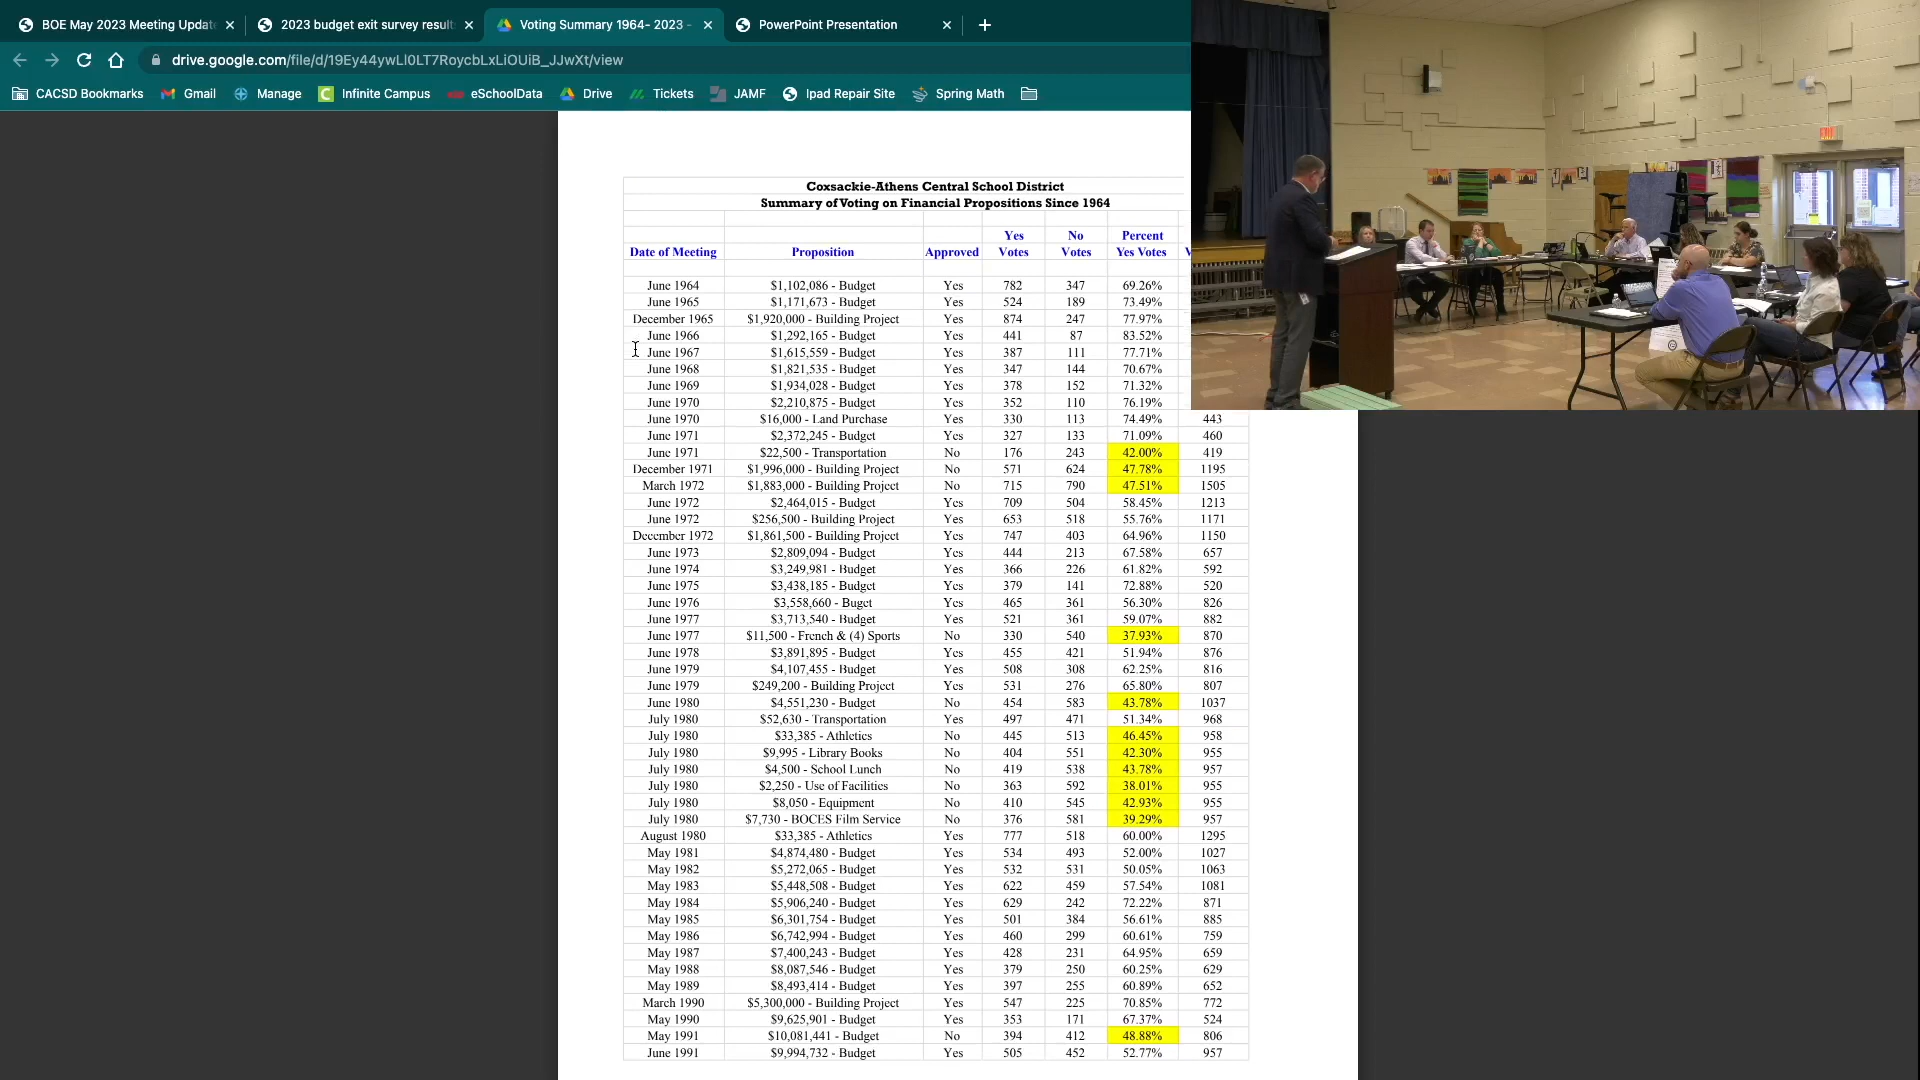 BOE May 2023 Meeting Updat
2023 budget exit survey result
Voting Summary 1964- 2023 -
PowerPoint Presentation
drive.google.com/file/d/19Ey44ywLl0LT7RoycbLxLiOUiB_JJwXt/view
CACSD Bookmarks Gmail Manage Infinite Campus eSchoolData Drive Tickets JAMF Ipad Repair Site Spring Math
Coxsackie-Athens Central School District
Summary of Voting on Financial Propositions Since 1964
Yes No Percent
Date of Meeting Proposition Approved Votes Votes Yes Votes
June 1964 $1,102,086 - Budget Yes 782 347 69.26%
June 1965 $1,171,673 - Budget Yes 524 189 73.49%
December 1965 $1,920,000 - Building Project Yes 874 247 77.97%
June 1966 $1,292,165 - Budget Yes 441 87 83.52%
June 1967 $1,615,559 - Budget Yes 387 111 77.71%
June 1968 $1,821,535 - Budget Yes 347 144 70.67%
June 1969 $1,934,028 - Budget Yes 378 152 71.32%
June 1970 $2,210,875 - Budget Yes 352 110 76.19%
June 1970 $16,000 - Land Purchase Yes 330 113 74.49% 443
June 1971 $2,372,245 - Budget Yes 327 133 71.09% 460
June 1971 $22,500 - Transportation No 176 243 42.00% 419
December 1971 $1,996,000 - Building Project No 571 624 47.78% 1195
March 1972 $1,883,000 - Building Project No 715 790 47.51% 1505
June 1972 $2,464,015 - Budget Yes 709 504 58.45% 1213
June 1972 $256,500 - Building Project Yes 653 518 55.76% 1171
December 1972 $1,861,500 - Building Project Yes 747 403 64.96% 1150
June 1973 $2,809,094 - Budget Yes 444 213 67.58% 657
June 1974 $3,249,981 - Budget Yes 366 226 61.82% 592
June 1975 $3,438,185 - Budget Yes 379 141 72.88% 520
June 1976 $3,558,660 - Buget Yes 465 361 56.30% 826
June 1977 $3,713,540 - Budget Yes 521 361 59.07% 882
June 1977 $11,500 - French & (4) Sports No 330 540 37.93% 870
June 1978 $3,891,895 - Budget Yes 455 421 51.94% 876
June 1979 $4,107,455 - Budget Yes 508 308 62.25% 816
June 1979 $249,200 - Building Project Yes 531 276 65.80% 807
June 1980 $4,551,230 - Budget No 454 583 43.78% 1037
July 1980 $52,630 - Transportation Yes 497 471 51.34% 968
July 1980 $33,385 - Athletics No 445 513 46.45% 958
July 1980 $9,995 - Library Books No 404 551 42.30% 955
July 1980 $4,500 - School Lunch No 419 538 43.78% 957
July 1980 $2,250 - Use of Facilities No 363 592 38.01% 955
July 1980 $8,050 - Equipment No 410 545 42.93% 955
July 1980 $7,730 - BOCES Film Service No 376 581 39.29% 957
August 1980 $33,385 - Athletics Yes 777 518 60.00% 1295
May 1981 $4,874,480 - Budget Yes 534 493 52.00% 1027
May 1982 $5,272,065 - Budget Yes 532 531 50.05% 1063
May 1983 $5,448,508 - Budget Yes 622 459 57.54% 1081
May 1984 $5,906,240 - Budget Yes 629 242 72.22% 871
May 1985 $6,301,754 - Budget Yes 501 384 56.61% 885
May 1986 $6,742,994 - Budget Yes 460 299 60.61% 759
May 1987 $7,400,243 - Budget Yes 428 231 64.95% 659
May 1988 $8,087,546 - Budget Yes 379 250 60.25% 629
May 1989 $8,493,414 - Budget Yes 397 255 60.89% 652
March 1990 $5,300,000 - Building Project Yes 547 225 70.85% 772
May 1990 $9,625,901 - Budget Yes 353 171 67.37% 524
May 1991 $10,081,441 - Budget No 394 412 48.88% 806
June 1991 $9,994,732 - Budget Yes 505 452 52.77% 957